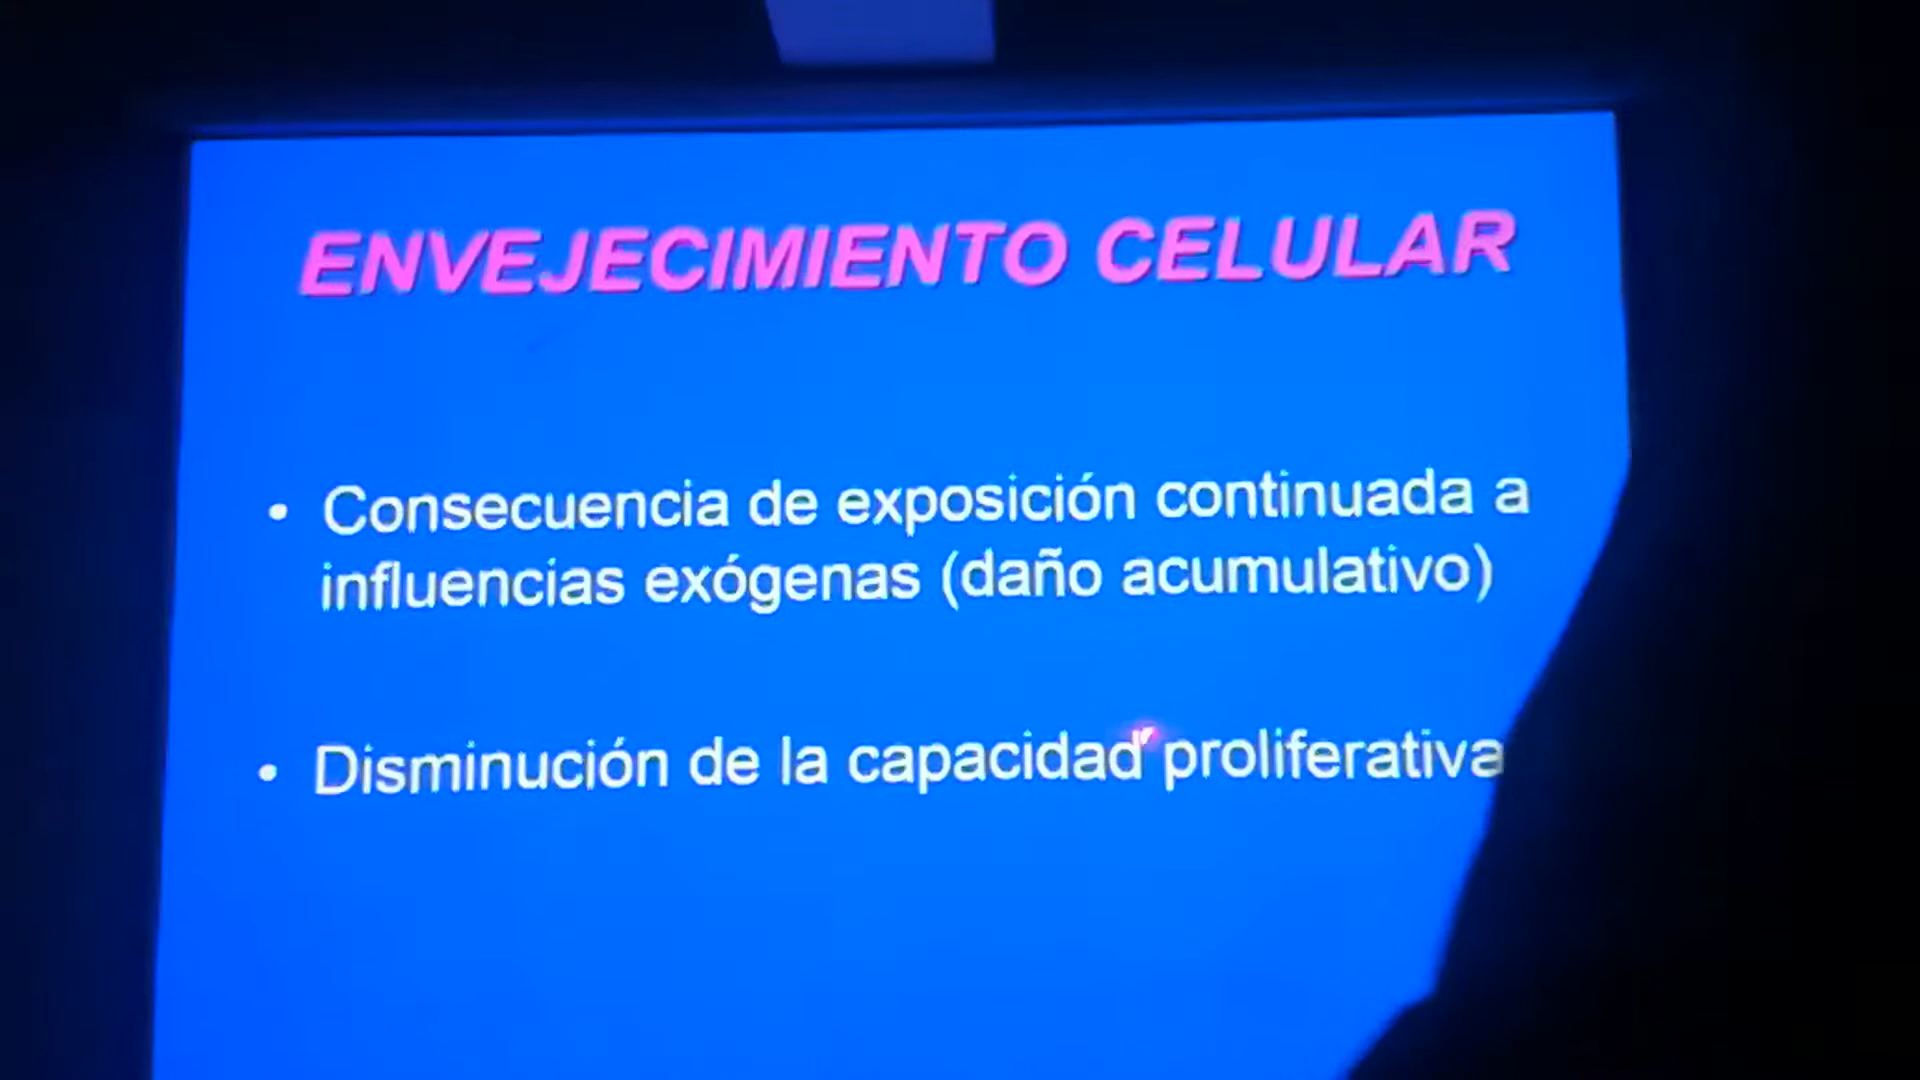 ENVEJECIMIENTO CELULAR
• Consecuencia de exposición continuada a
influencias exógenas (daño acumulativo)
• Disminución de la capacidad proliferativa